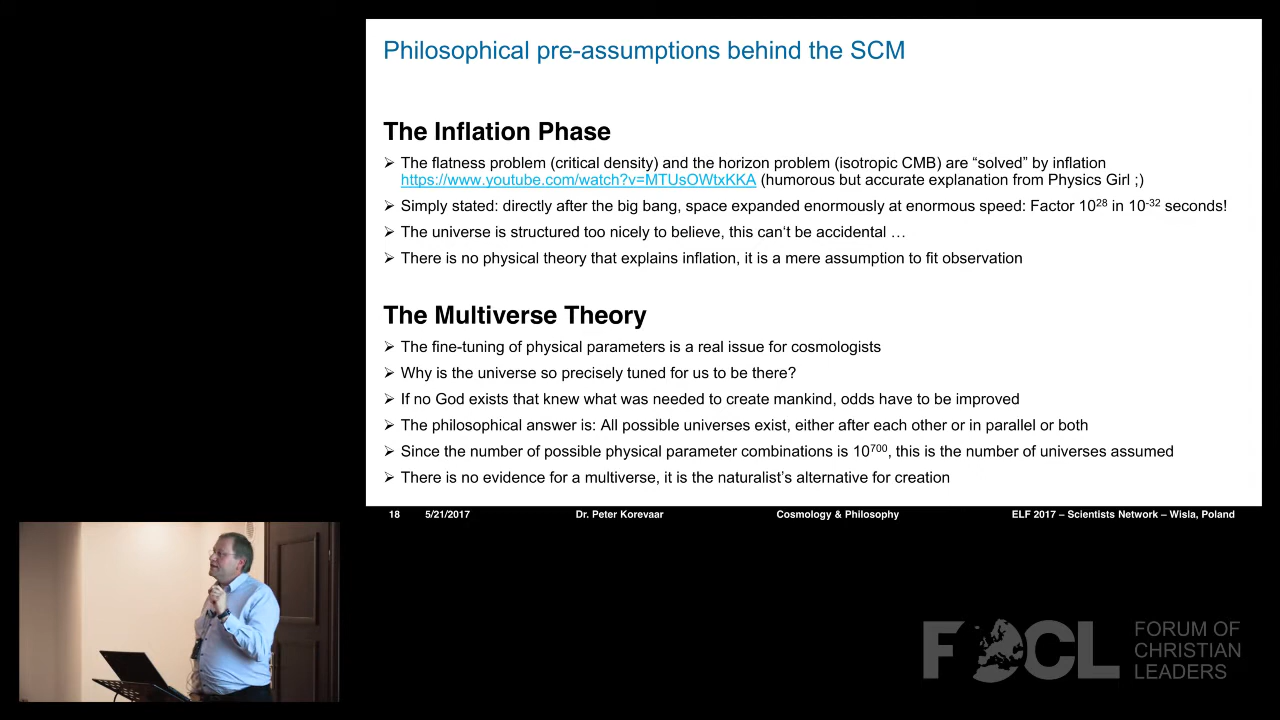 Philosophical pre-assumptions behind the SCM
The Inflation Phase
➢ The flatness problem (critical density) and the horizon problem (isotropic CMB) are “solved” by inflation
https://www.youtube.com/watch?v=MTUsOWtxKKA (humorous but accurate explanation from Physics Girl ;)
➢ Simply stated: directly after the big bang, space expanded enormously at enormous speed: Factor 10²⁸ in 10⁻³² seconds!
➢ The universe is structured too nicely to believe, this can‘t be accidental …
➢ There is no physical theory that explains inflation, it is a mere assumption to fit observation
The Multiverse Theory
➢ The fine-tuning of physical parameters is a real issue for cosmologists
➢ Why is the universe so precisely tuned for us to be there?
➢ If no God exists that knew what was needed to create mankind, odds have to be improved
➢ The philosophical answer is: All possible universes exist, either after each other or in parallel or both
➢ Since the number of possible physical parameter combinations is 10⁷⁰⁰, this is the number of universes assumed
➢ There is no evidence for a multiverse, it is the naturalist’s alternative for creation
18 5/21/2017 Dr. Peter Korevaar Cosmology & Philosophy ELF 2017 – Scientists Network – Wisla, Poland
FOCL
FORUM OF
CHRISTIAN
LEADERS